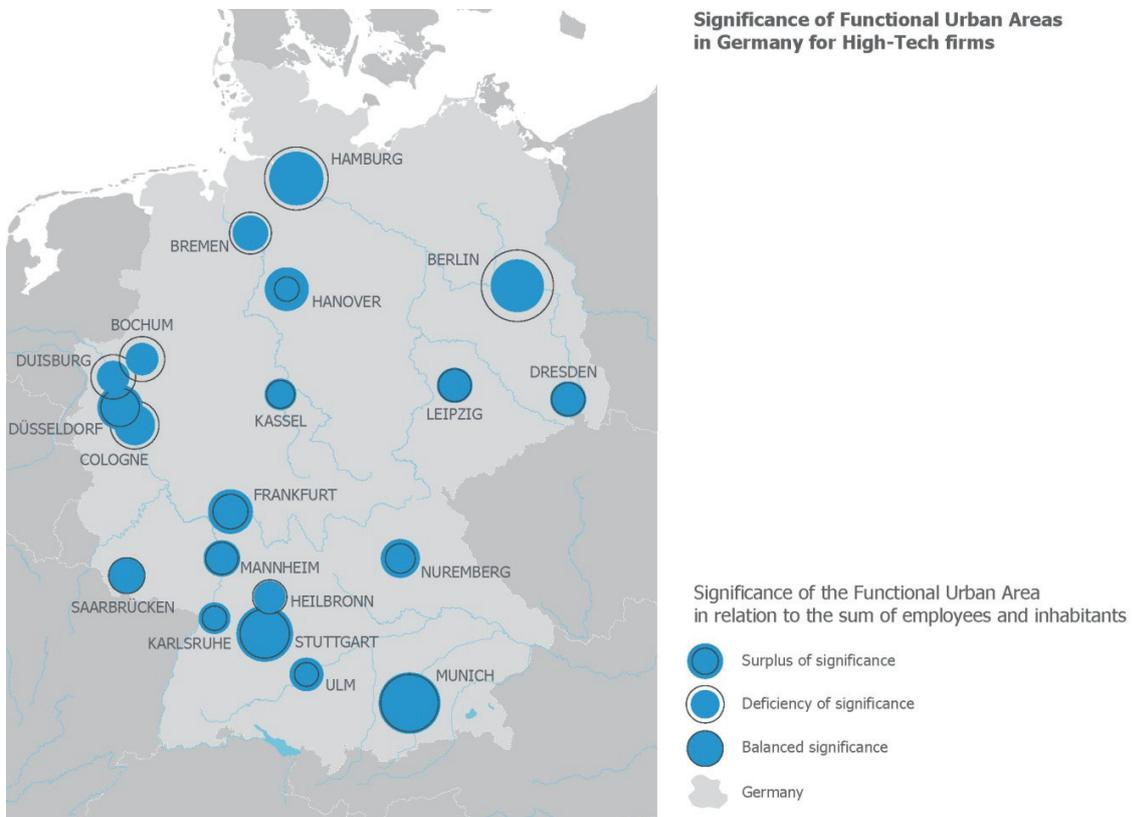 Significance of Functional Urban Areas
in Germany for High-Tech firms
HAMBURG
BREMEN
BERLIN
HANOVER
BOCHUM
DUISBURG
DRESDEN
KASSEL
LEIPZIG
DÜSSELDORF
COLOGNE
FRANKFURT
MANNHEIM
NUREMBERG
SAARBRÜCKEN
HEILBRONN
KARLSRUHE
STUTTGART
ULM
MUNICH
Significance of the Functional Urban Area
in relation to the sum of employees and inhabitants
Surplus of significance
Deficiency of significance
Balanced significance
Germany